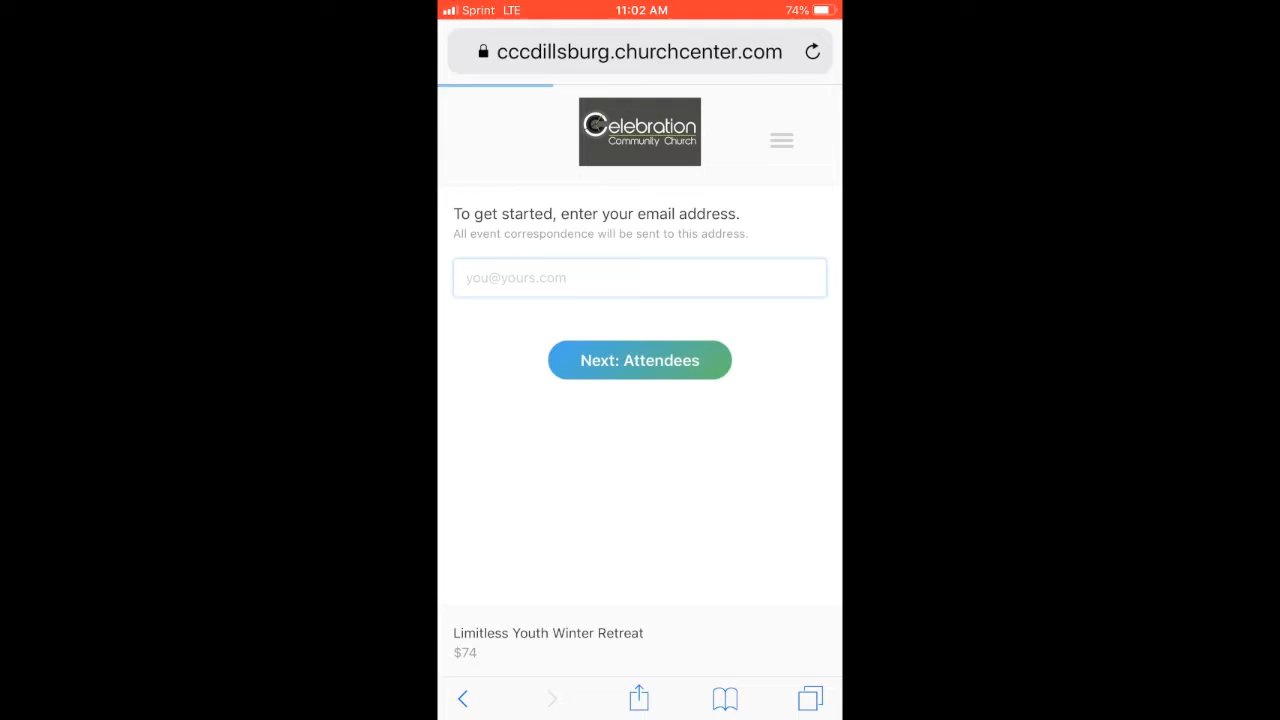 Sprint LTE 11:02 AM 74%
cccdillsburg.churchcenter.com
Celebration
Community Church
To get started, enter your email address.
All event correspondence will be sent to this address.
you@yours.com
Next: Attendees
Limitless Youth Winter Retreat
$74